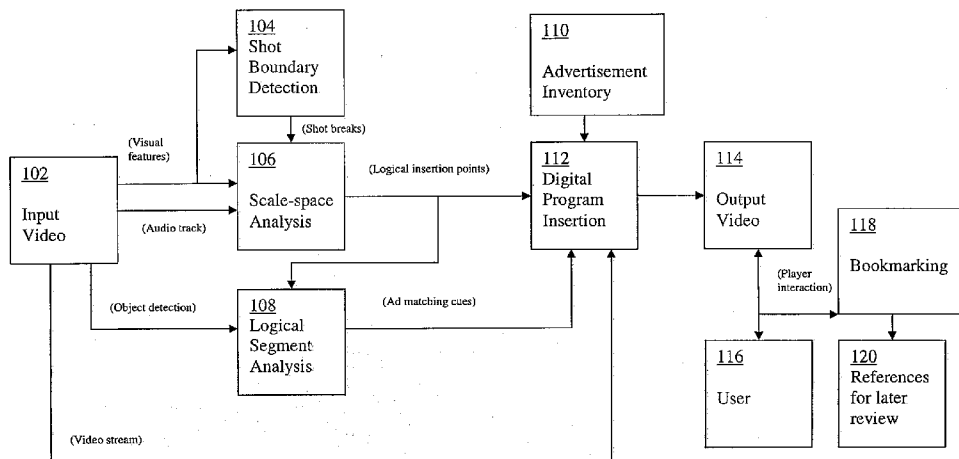 104
Shot
Boundary
Detection
110
Advertisement
Inventory
(Shot breaks)
(Visual
features)
102
Input
Video
106
Scale-space
Analysis
(Logical insertion points)
112
Digital
Program
Insertion
114
Output
Video
(Audio track)
118
Bookmarking
(Player
interaction)
(Object detection)
108
Logical
Segment
Analysis
(Ad matching cues)
116
User
120
References
for later
review
(Video stream)